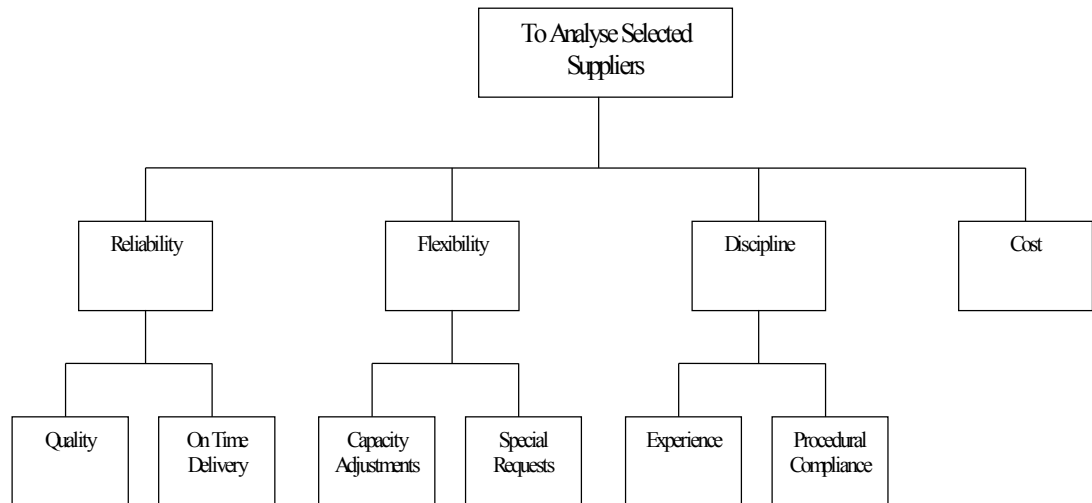 To Analyse Selected
Suppliers
Reliability
Flexibility
Discipline
Cost
Quality
On Time
Delivery
Capacity
Adjustments
Special
Requests
Experience
Procedural
Compliance